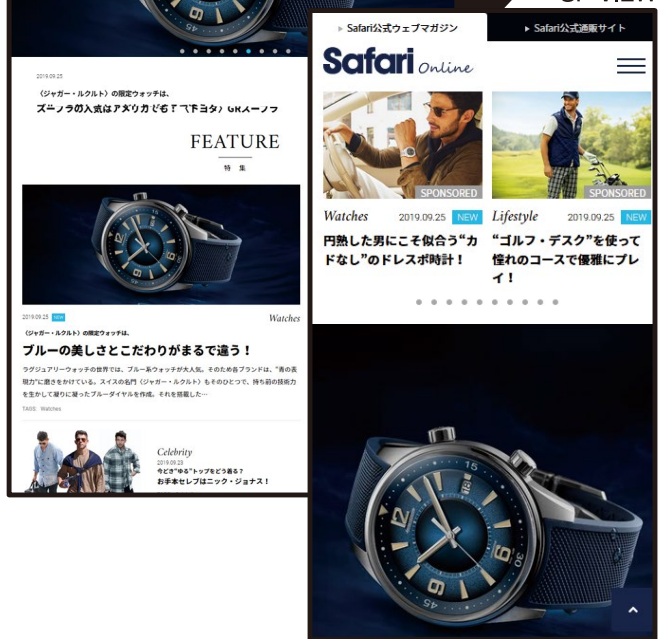 2019.09.25
〈ジャガー・ルクルト〉の限定ウォッチは、
FEATURE
特 集
2019.09.25 NEW
Watches
〈ジャガー・ルクルト〉の限定ウォッチは、
ブルーの美しさとこだわりがまるで違う！
ラグジュアリーウォッチの世界では、ブルー系ウォッチが大人気。そのため各ブランドは、“青の表
現力”に磨きをかけている。スイスの名門〈ジャガー・ルクルト〉もそのひとつで、持ち前の技術力
を生かして凝りに凝ったブルーダイヤルを作成。それを搭載した…
TAGS: Watches
Celebrity
2019.09.25
今どき“ゆる”トップをどう着る？
お手本セレブはニック・ジョナス！
Safari公式ウェブマガジン
Safari公式通販サイト
Safari Online
SPONSORED
SPONSORED
Watches 2019.09.25 NEW
円熟した男にこそ似合う“カ
ドなし”のドレスポ時計！
Lifestyle 2019.09.25 NEW
“ゴルフ・デスク”を使って
憧れのコースで優雅にプレ
イ！
15
12
9
6
30
45